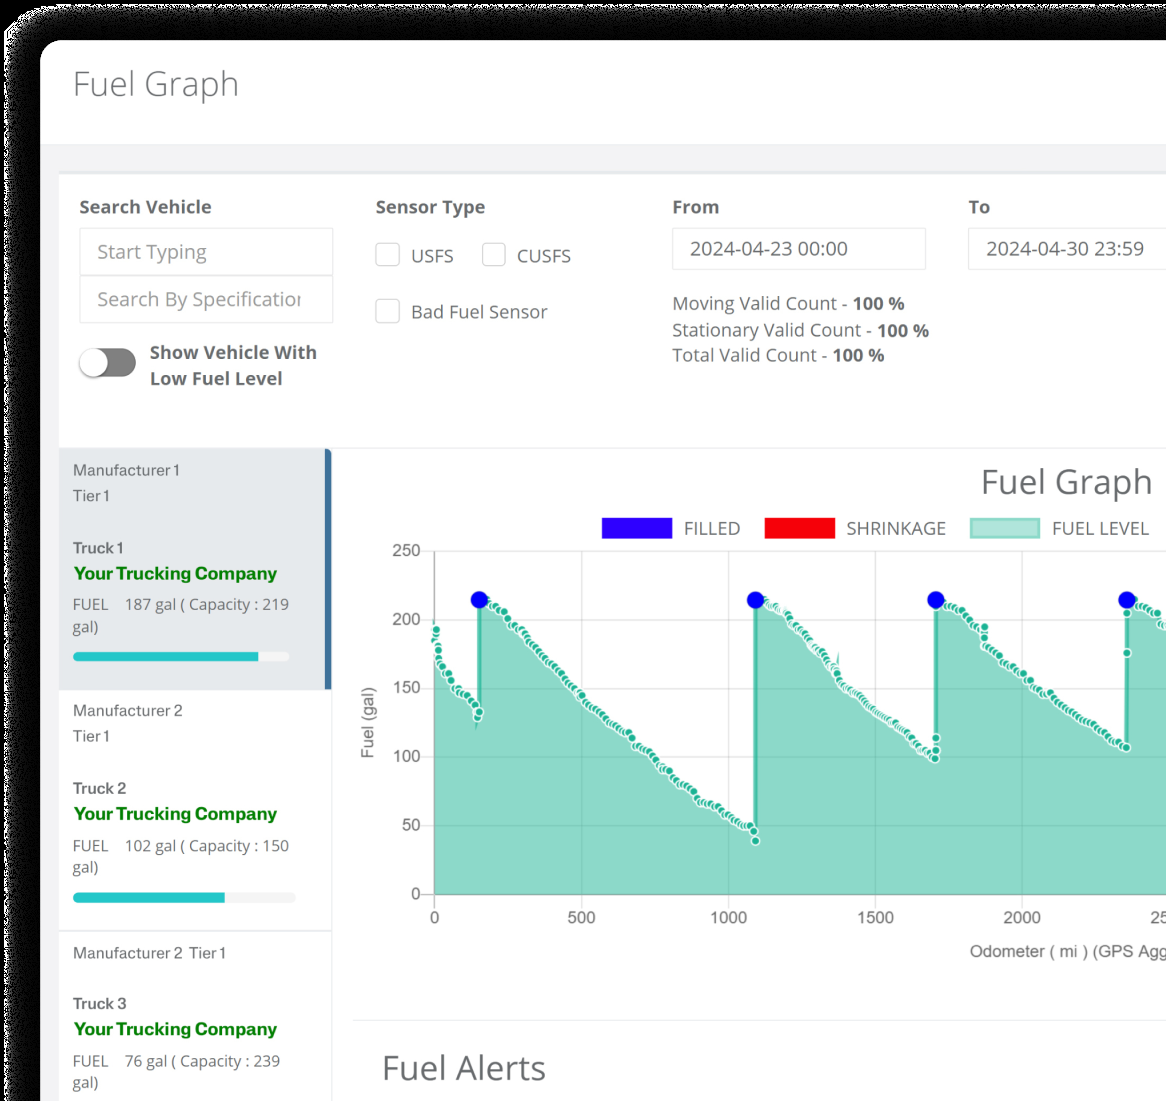 Fuel Graph
Search Vehicle
Start Typing
Search By Specification
Show Vehicle With
Low Fuel Level
Sensor Type
USFS
CUSFS
Bad Fuel Sensor
From
2024-04-23 00:00
To
2024-04-30 23:59
Moving Valid Count - 100 %
Stationary Valid Count - 100 %
Total Valid Count - 100 %
Manufacturer 1
Tier 1
Truck 1
Your Trucking Company
FUEL 187 gal ( Capacity : 219
gal)
Manufacturer 2
Tier 1
Truck 2
Your Trucking Company
FUEL 102 gal ( Capacity : 150
gal)
Manufacturer 2 Tier 1
Truck 3
Your Trucking Company
FUEL 76 gal ( Capacity : 239
gal)
Fuel Graph
FILLED
SHRINKAGE
FUEL LEVEL
Fuel (gal)
250
200
150
100
50
0
0 500 1000 1500 2000 25
Odometer ( mi ) (GPS Agg
Fuel Alerts